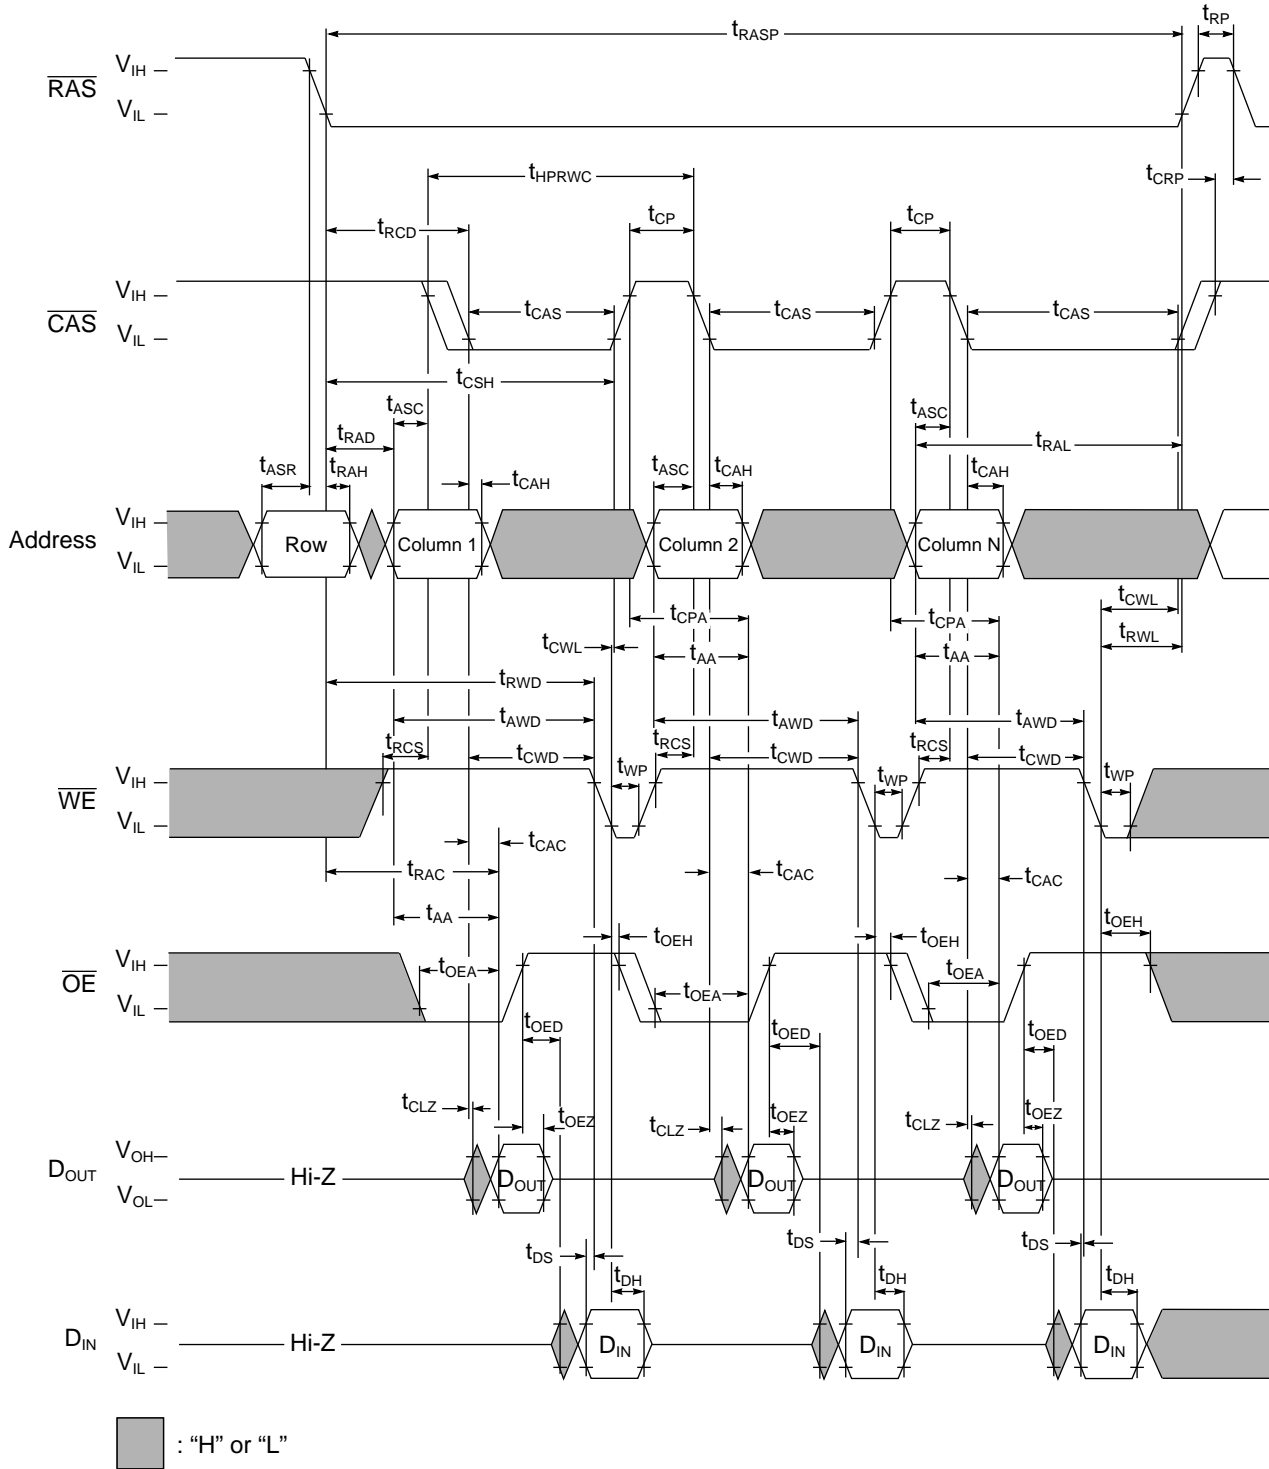 tRASP
tRP
RAS
VIH
VIL
tHPRWC
tCRP
tRCD
tCP
tCP
CAS
VIH
VIL
tCAS
tCAS
tCAS
tCSH
tASC
tASC
tRAD
tRAL
tASR
tRAH
tCAH
tASC
tCAH
tCAH
Address
VIH
VIL
Row
Column 1
Column 2
Column N
tCPA
tCPA
tCWL
tCWL
tAA
tAA
tRWL
tRWD
tAWD
tAWD
tAWD
tRCS
tCWD
tRCS
tCWD
tRCS
tCWD
WE
VIH
VIL
tWP
tWP
tWP
tCAC
tCAC
tCAC
tRAC
tAA
tOEH
tOEH
tOEH
OE
VIH
VIL
tOEA
tOEA
tOEA
tOED
tOED
tOED
tCLZ
tOEZ
tCLZ
tOEZ
tCLZ
tOEZ
DOUT
VOH
VOL
Hi-Z
DOUT
DOUT
DOUT
tDS
tDS
tDS
tDH
tDH
tDH
DIN
VIH
VIL
Hi-Z
DIN
DIN
DIN
: “H” or “L”